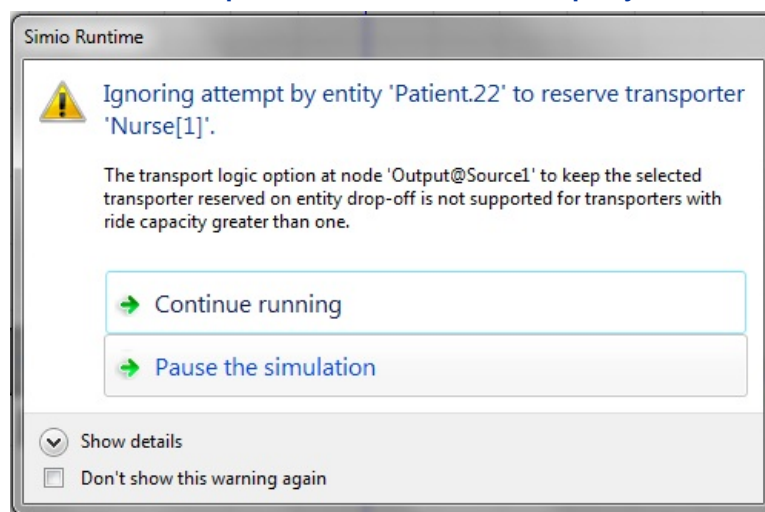 Simio Runtime
Ignoring attempt by entity 'Patient.22' to reserve transporter
'Nurse[1]'.
The transport logic option at node 'Output@Source1' to keep the selected
transporter reserved on entity drop-off is not supported for transporters with
ride capacity greater than one.
Continue running
Pause the simulation
Show details
Don't show this warning again